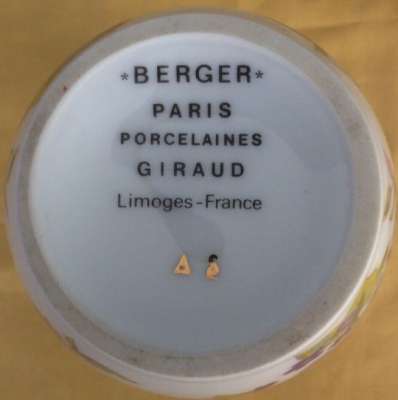 *BERGER*
PARIS
PORCELAINES
GIRAUD
Limoges-France